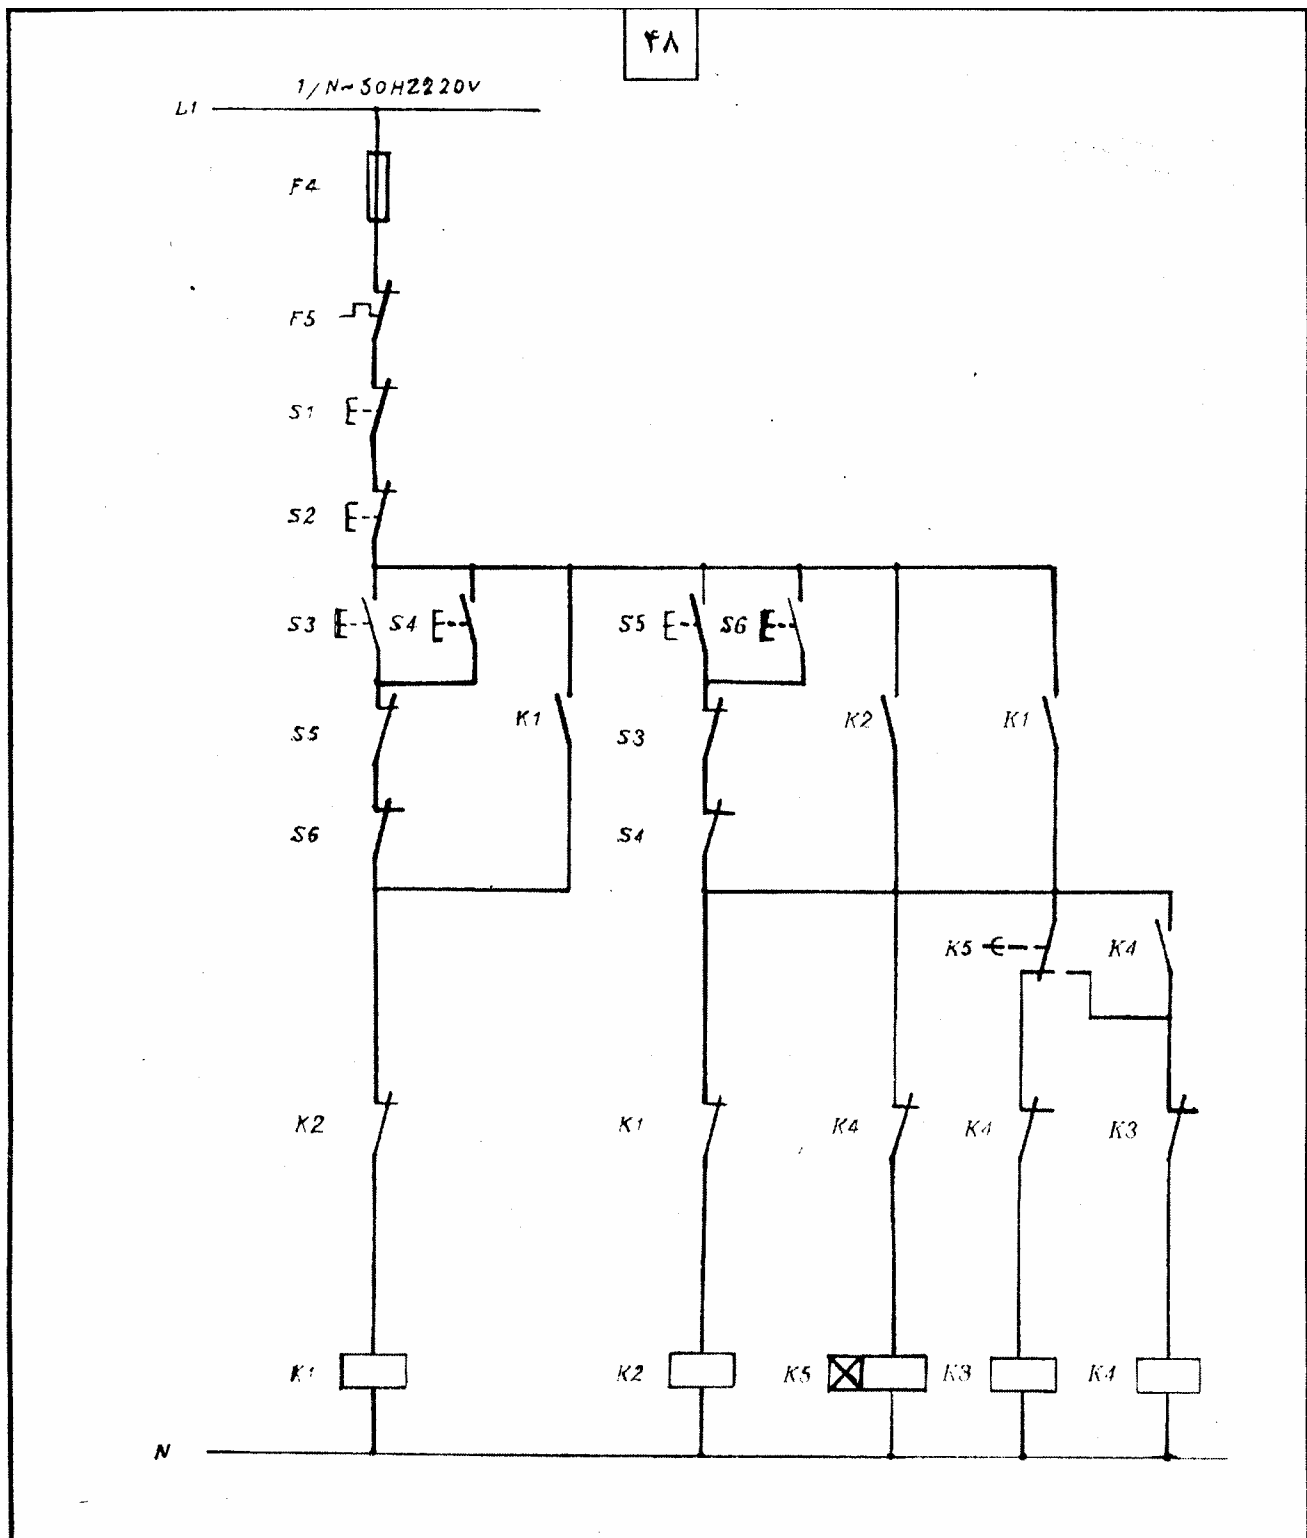 ۴۸
1/N~50HZ220V
L1
F4
F5
S1
S2
S3 S4 S5 S6
S5 K1 S3 K2 K1
S6 S4
K5 K4
K2 K1 K4 K4 K3
K1 K2 K5 K3 K4
N